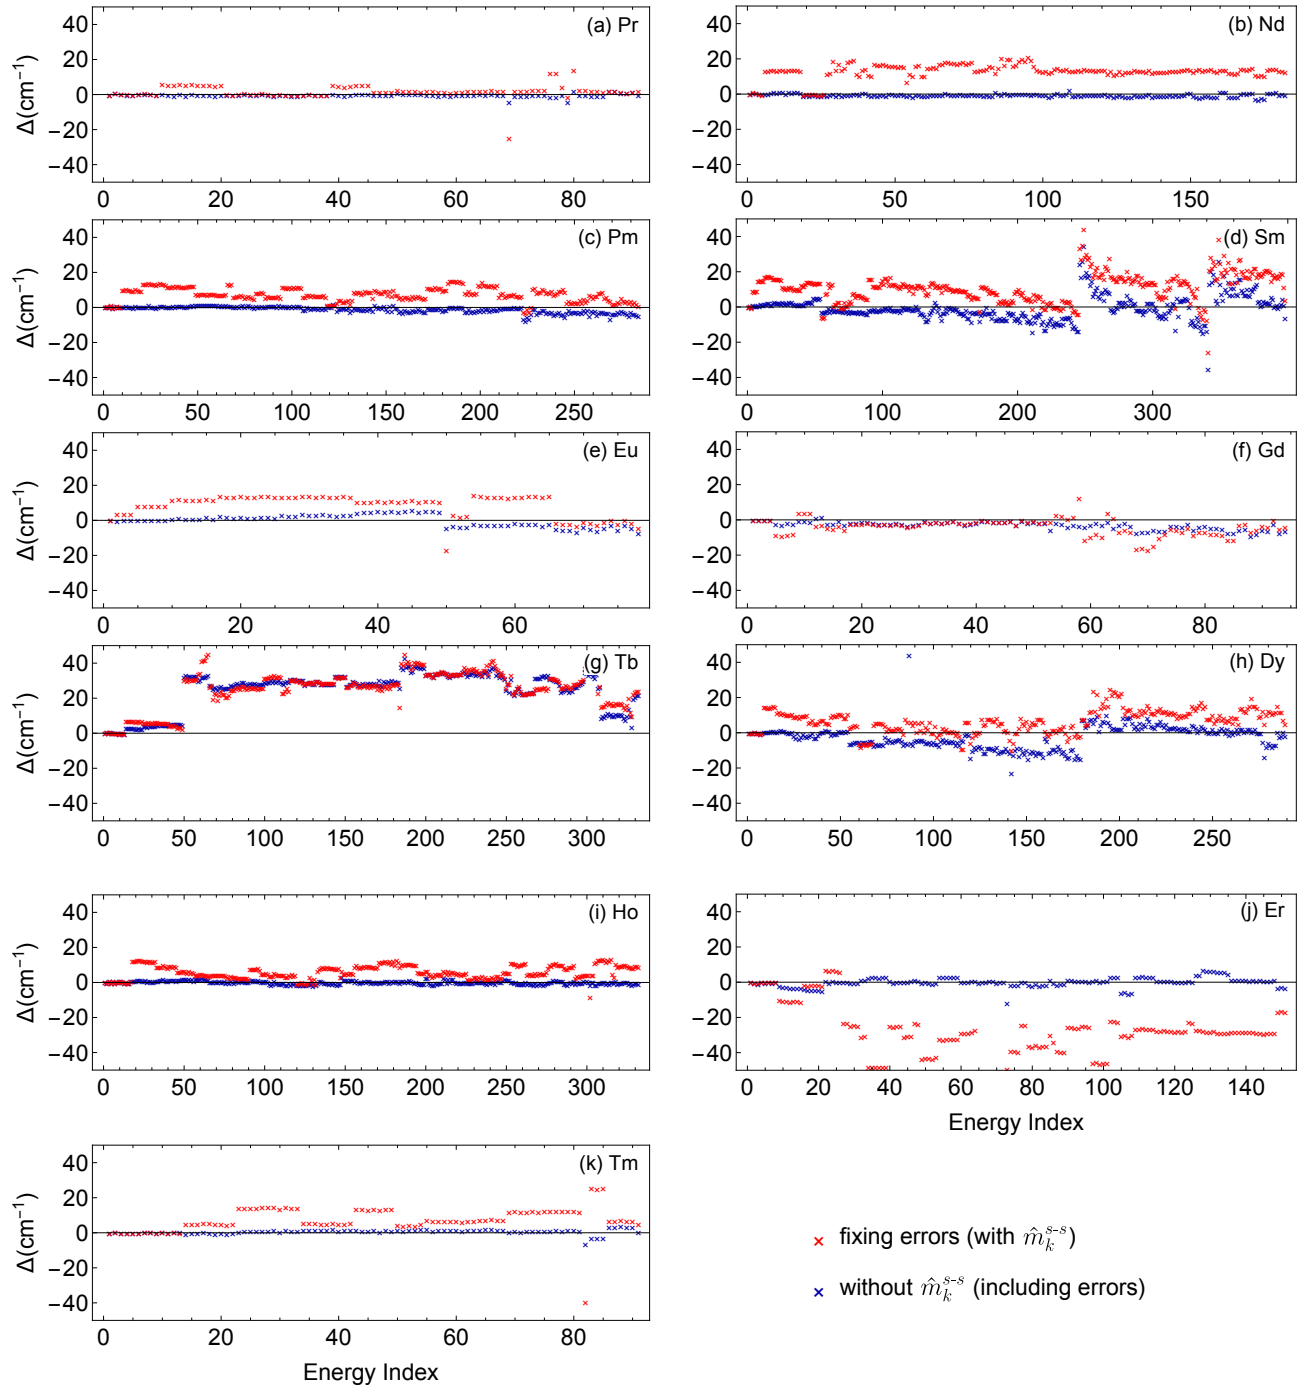 (a) Pr
40
20
0
−20
−40
Δ(cm⁻¹)
0 20 40 60 80
(b) Nd
40
20
0
−20
−40
0 50 100 150
(c) Pm
40
20
0
−20
−40
Δ(cm⁻¹)
0 50 100 150 200 250
(d) Sm
40
20
0
−20
−40
0 100 200 300
(e) Eu
40
20
0
−20
−40
Δ(cm⁻¹)
0 20 40 60
(f) Gd
40
20
0
−20
−40
0 20 40 60 80
(g) Tb
40
20
0
−20
−40
Δ(cm⁻¹)
0 50 100 150 200 250 300
(h) Dy
40
20
0
−20
−40
0 50 100 150 200 250
(i) Ho
40
20
0
−20
−40
Δ(cm⁻¹)
0 50 100 150 200 250 300
(j) Er
40
20
0
−20
−40
0 20 40 60 80 100 120 140
Energy Index
(k) Tm
40
20
0
−20
−40
Δ(cm⁻¹)
0 20 40 60 80
Energy Index
× fixing errors (with m̂ₖˢ⁻ˢ)
× without m̂ₖˢ⁻ˢ (including errors)